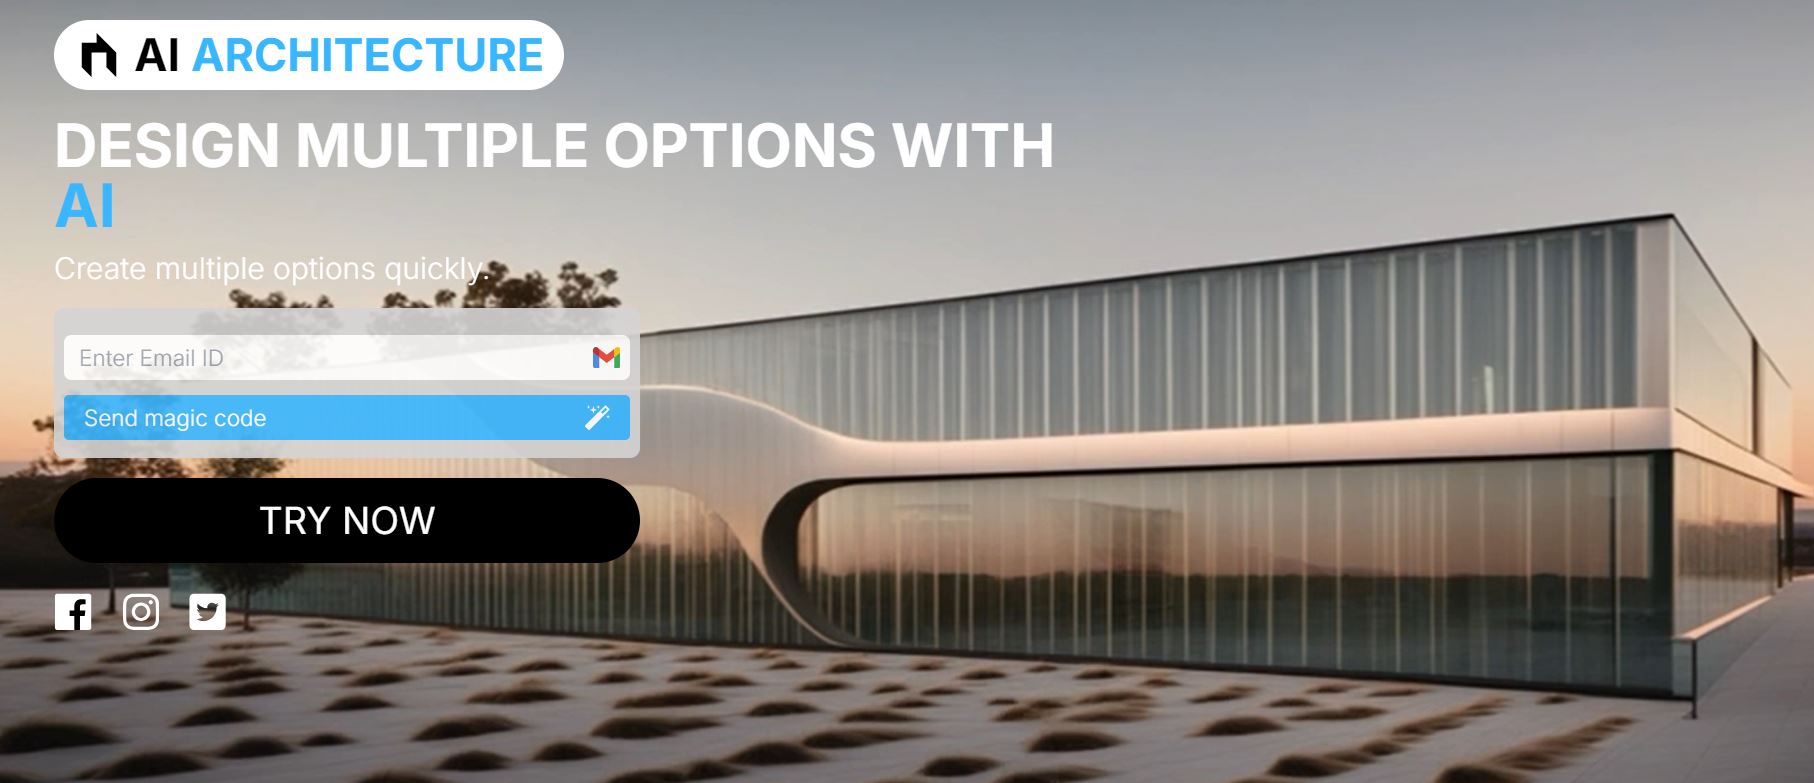 AI ARCHITECTURE
DESIGN MULTIPLE OPTIONS WITH
AI
Create multiple options quickly.
Enter Email ID
Send magic code
TRY NOW